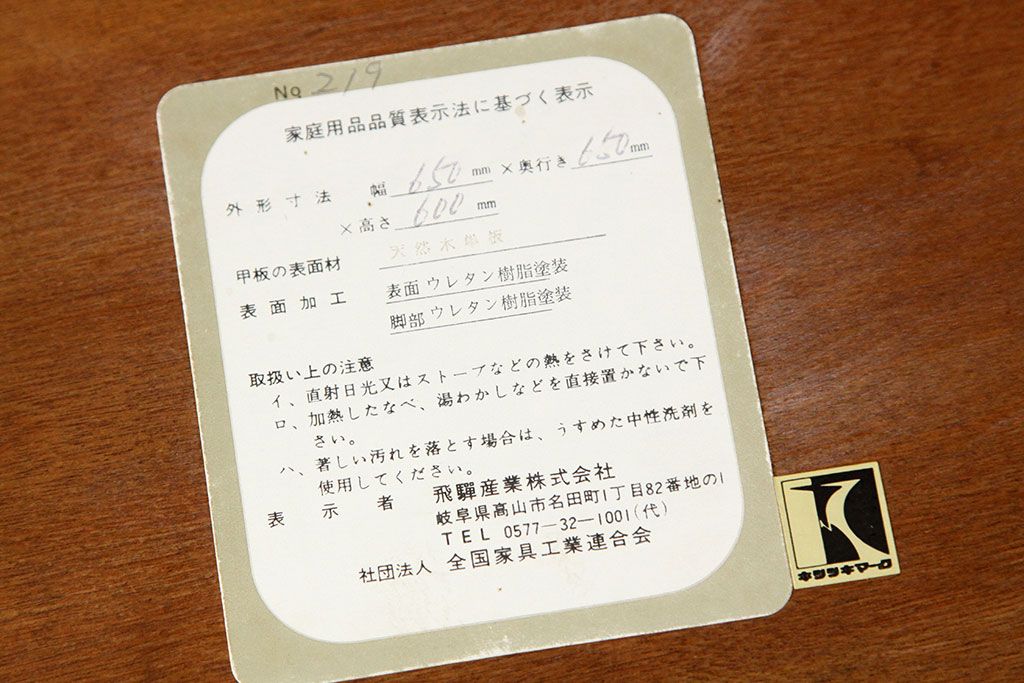 No 219
家庭用品品質表示法に基づく表示
外形寸法 幅 650 mm ×奥行き 650 mm
×高さ 600 mm
甲板の表面材 天然木単板
表面加工 表面ウレタン樹脂塗装
脚部ウレタン樹脂塗装
取扱い上の注意
イ、直射日光又はストーブなどの熱をさけて下さい。
ロ、加熱したなべ、湯わかしなどを直接置かないで下
さい。
ハ、著しい汚れを落とす場合は、うすめた中性洗剤を
使用してください。
表示者 飛驒産業株式会社
岐阜県高山市名田町1丁目82番地の1
TEL 0577-32-1001(代)
社団法人 全国家具工業連合会
キツツキマーク